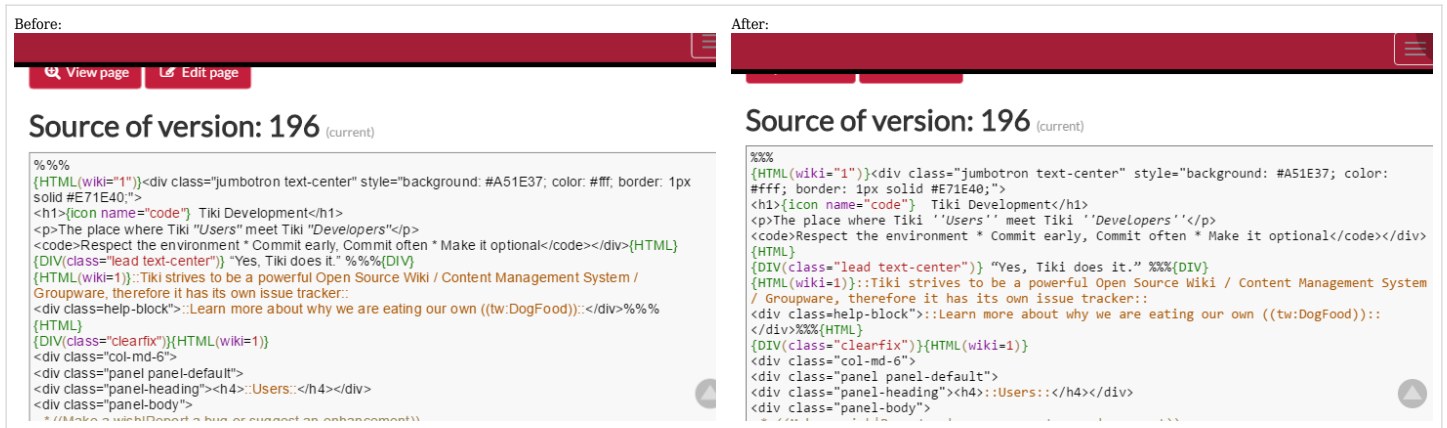 Before:
View page Edit page
Source of version: 196 (current)
%%%
{HTML(wiki="1")}<div class="jumbotron text-center" style="background: #A51E37; color: #fff; border: 1px
solid #E71E40;">
<h1>{icon name="code"}  Tiki Development</h1>
<p>The place where Tiki ''Users'' meet Tiki ''Developers''</p>
<code>Respect the environment * Commit early, Commit often * Make it optional</code></div>{HTML}
{DIV(class="lead text-center")} “Yes, Tiki does it.” %%%{DIV}
{HTML(wiki=1)}::Tiki strives to be a powerful Open Source Wiki / Content Management System /
Groupware, therefore it has its own issue tracker::
<div class=help-block">::Learn more about why we are eating our own ((tw:DogFood))::</div>%%%
{HTML}
{DIV(class="clearfix")}{HTML(wiki=1)}
<div class="col-md-6">
<div class="panel panel-default">
<div class="panel-heading"><h4>::Users::</h4></div>
<div class="panel-body">
* ((Make a wish|Report a bug or suggest an enhancement))
After:
Source of version: 196 (current)
%%%
{HTML(wiki="1")}<div class="jumbotron text-center" style="background: #A51E37; color:
#fff; border: 1px solid #E71E40;">
<h1>{icon name="code"}  Tiki Development</h1>
<p>The place where Tiki ''Users'' meet Tiki ''Developers''</p>
<code>Respect the environment * Commit early, Commit often * Make it optional</code></div>
{HTML}
{DIV(class="lead text-center")} “Yes, Tiki does it.” %%%{DIV}
{HTML(wiki=1)}::Tiki strives to be a powerful Open Source Wiki / Content Management System
/ Groupware, therefore it has its own issue tracker::
<div class=help-block">::Learn more about why we are eating our own ((tw:DogFood))::
</div>%%%{HTML}
{DIV(class="clearfix")}{HTML(wiki=1)}
<div class="col-md-6">
<div class="panel panel-default">
<div class="panel-heading"><h4>::Users::</h4></div>
<div class="panel-body">